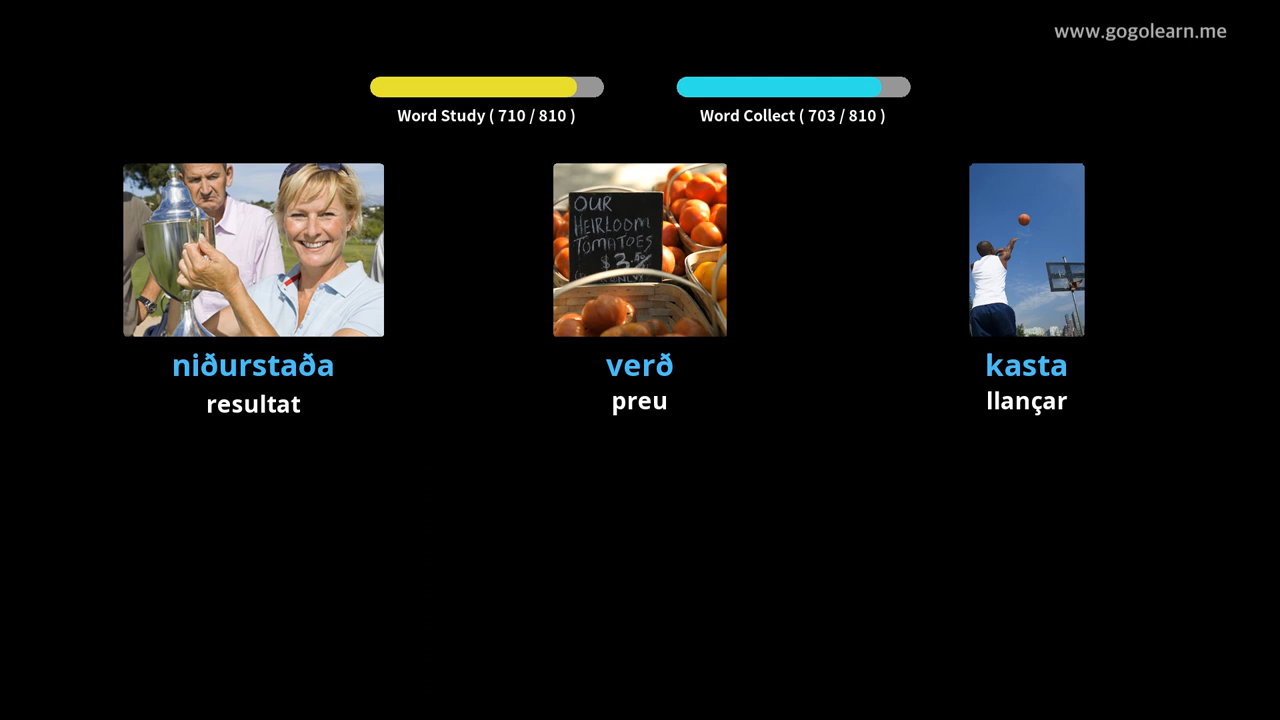 www.gogolearn.me
Word Study ( 710 / 810 )
Word Collect ( 703 / 810 )
OUR
HEIRLOOM
TOMATOES
niðurstaða
verð
kasta
resultat
preu
llançar